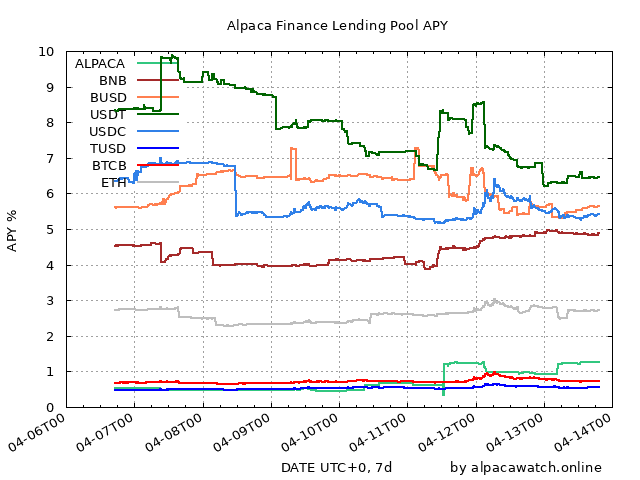 Alpaca Finance Lending Pool APY
APY %
10
9
8
7
6
5
4
3
2
1
0
ALPACA
BNB
BUSD
USDT
USDC
TUSD
BTCB
ETH
04-06T00
04-07T00
04-08T00
04-09T00
04-10T00
04-11T00
04-12T00
04-13T00
04-14T00
DATE UTC+0, 7d
by alpacawatch.online